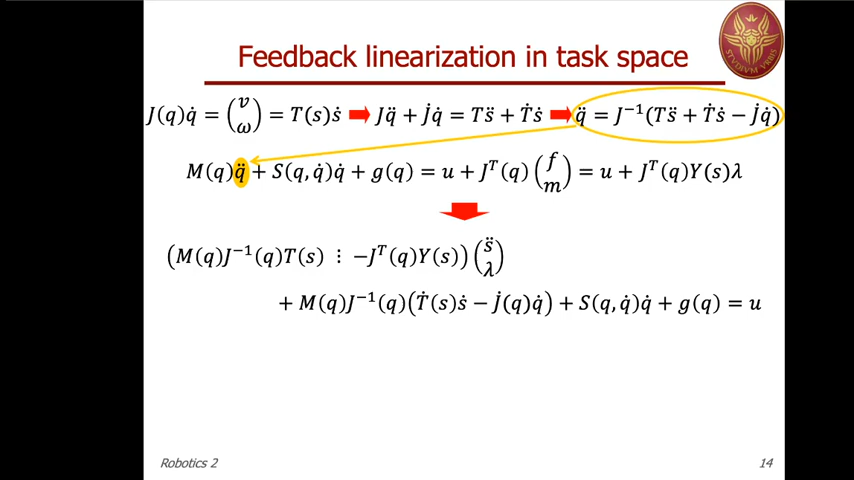 Feedback linearization in task space
J(q)q̇ = (v ω) = T(s)ṡ ➡ Jq̈ + J̇q̇ = Ts̈ + Ṫṡ ➡ q̈ = J⁻¹(Ts̈ + Ṫṡ − J̇q̇)
M(q)q̈ + S(q, q̇)q̇ + g(q) = u + Jᵀ(q)(f m) = u + Jᵀ(q)Y(s)λ
(M(q)J⁻¹(q)T(s) ⋮ −Jᵀ(q)Y(s))(s̈ λ)
+ M(q)J⁻¹(q)(Ṫ(s)ṡ − J̇(q)q̇) + S(q, q̇)q̇ + g(q) = u
Robotics 2
14